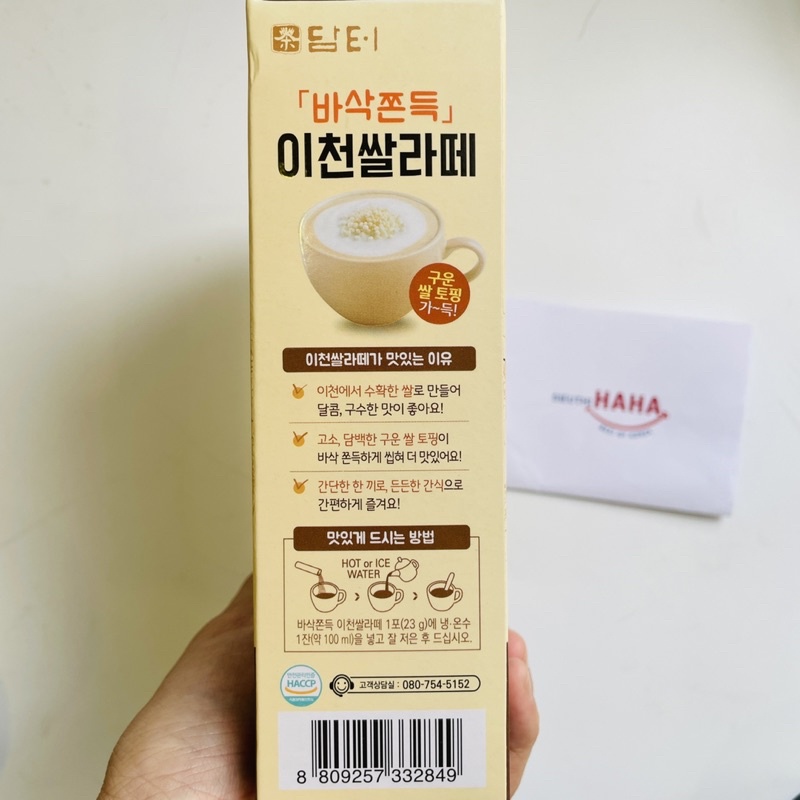 茶 담터
「바삭쫀득」
이천쌀라떼
구운
쌀 토핑
가~득!
이천쌀라떼가 맛있는 이유
이천에서 수확한 쌀로 만들어
달콤, 구수한 맛이 좋아요!
고소, 담백한 구운 쌀 토핑이
바삭 쫀득하게 씹혀 더 맛있어요!
간단한 한 끼로, 든든한 간식으로
간편하게 즐겨요!
맛있게 드시는 방법
HOT or ICE
WATER
바삭쫀득 이천쌀라떼 1포(23 g)에 냉·온수
1잔(약 100 ml)을 넣고 잘 저은 후 드십시오.
HACCP
고객상담실 : 080-754-5152
8 809257 332849
HAHA